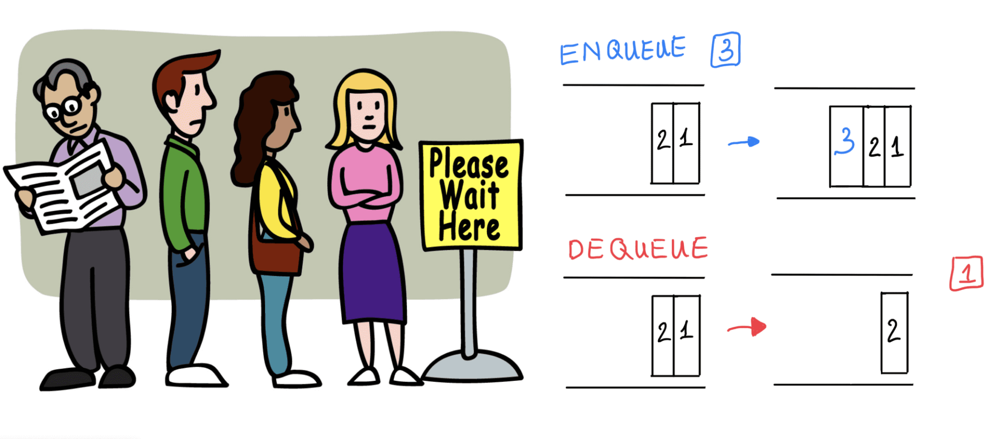 Please
Wait
Here
ENQUEUE 3
2 1
3 2 1
DEQUEUE
1
2 1
2